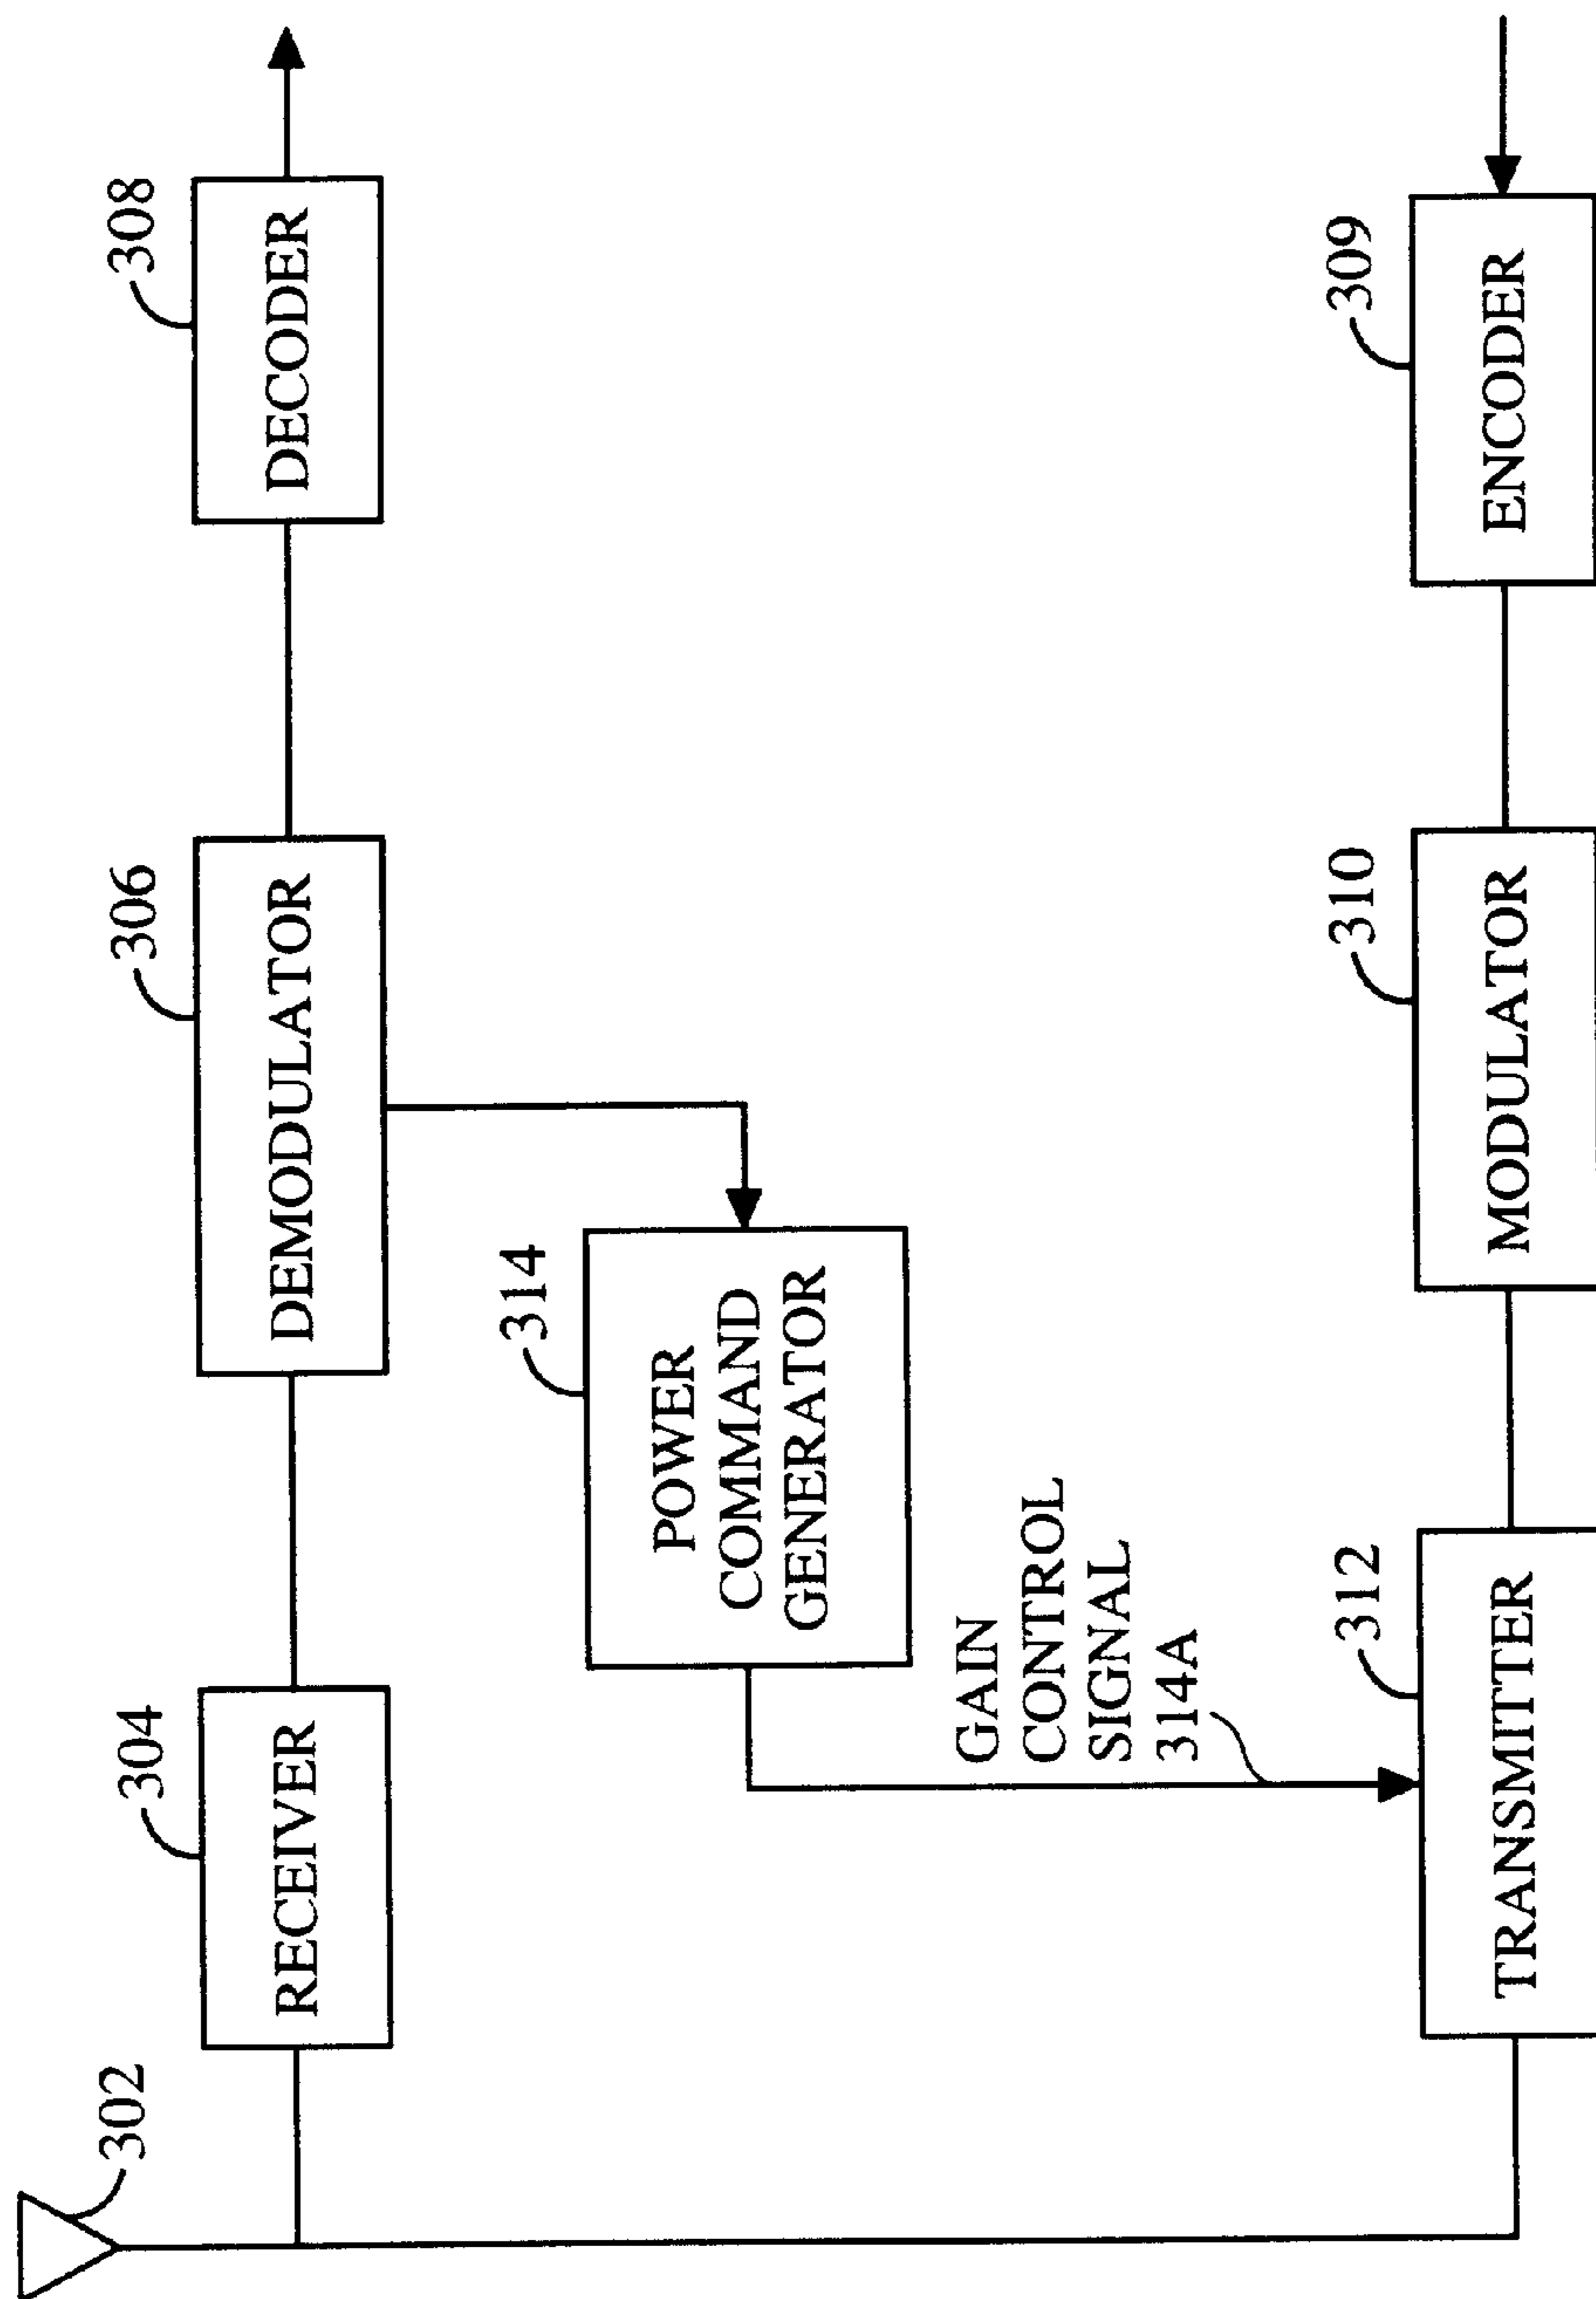 302
304
RECEIVER
306
DEMODULATOR
308
DECODER
314
POWER
COMMAND
GENERATOR
GAIN
CONTROL
SIGNAL
314A
312
TRANSMITTER
310
MODULATOR
309
ENCODER